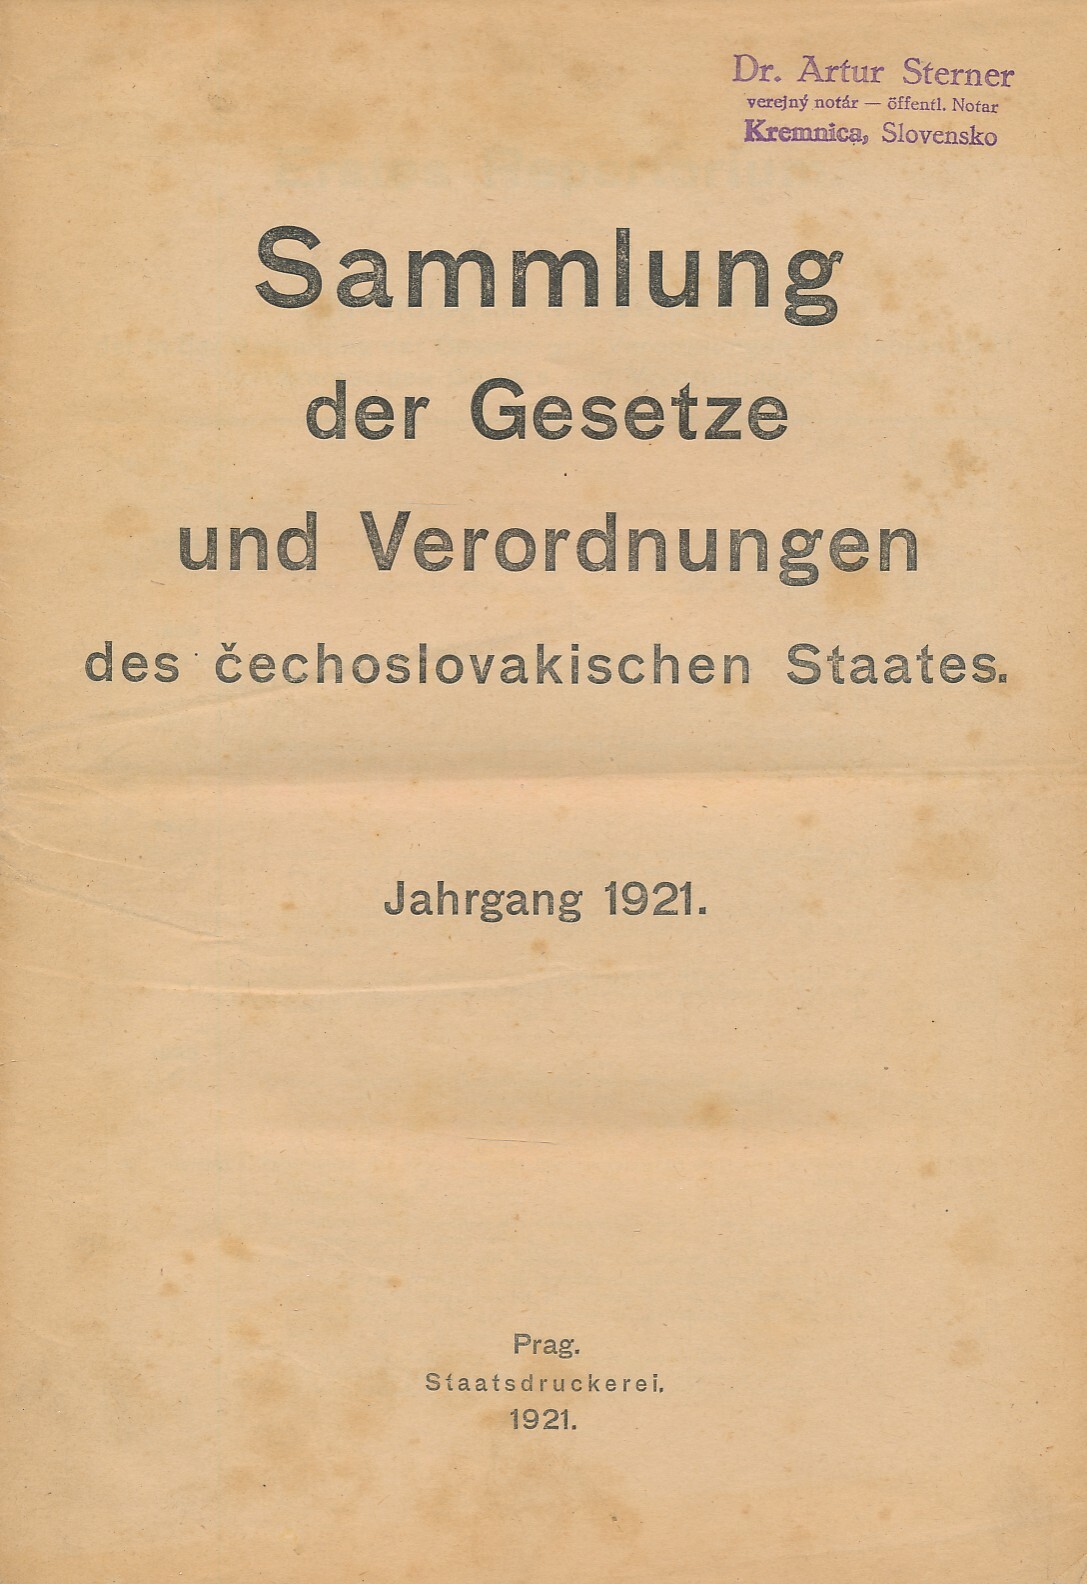 Dr. Artur Sterner
verejný notár — öffentl. Notar
Kremnica, Slovensko
Sammlung
der Gesetze
und Verordnungen
des čechoslovakischen Staates.
Jahrgang 1921.
Prag.
Staatsdruckerei.
1921.